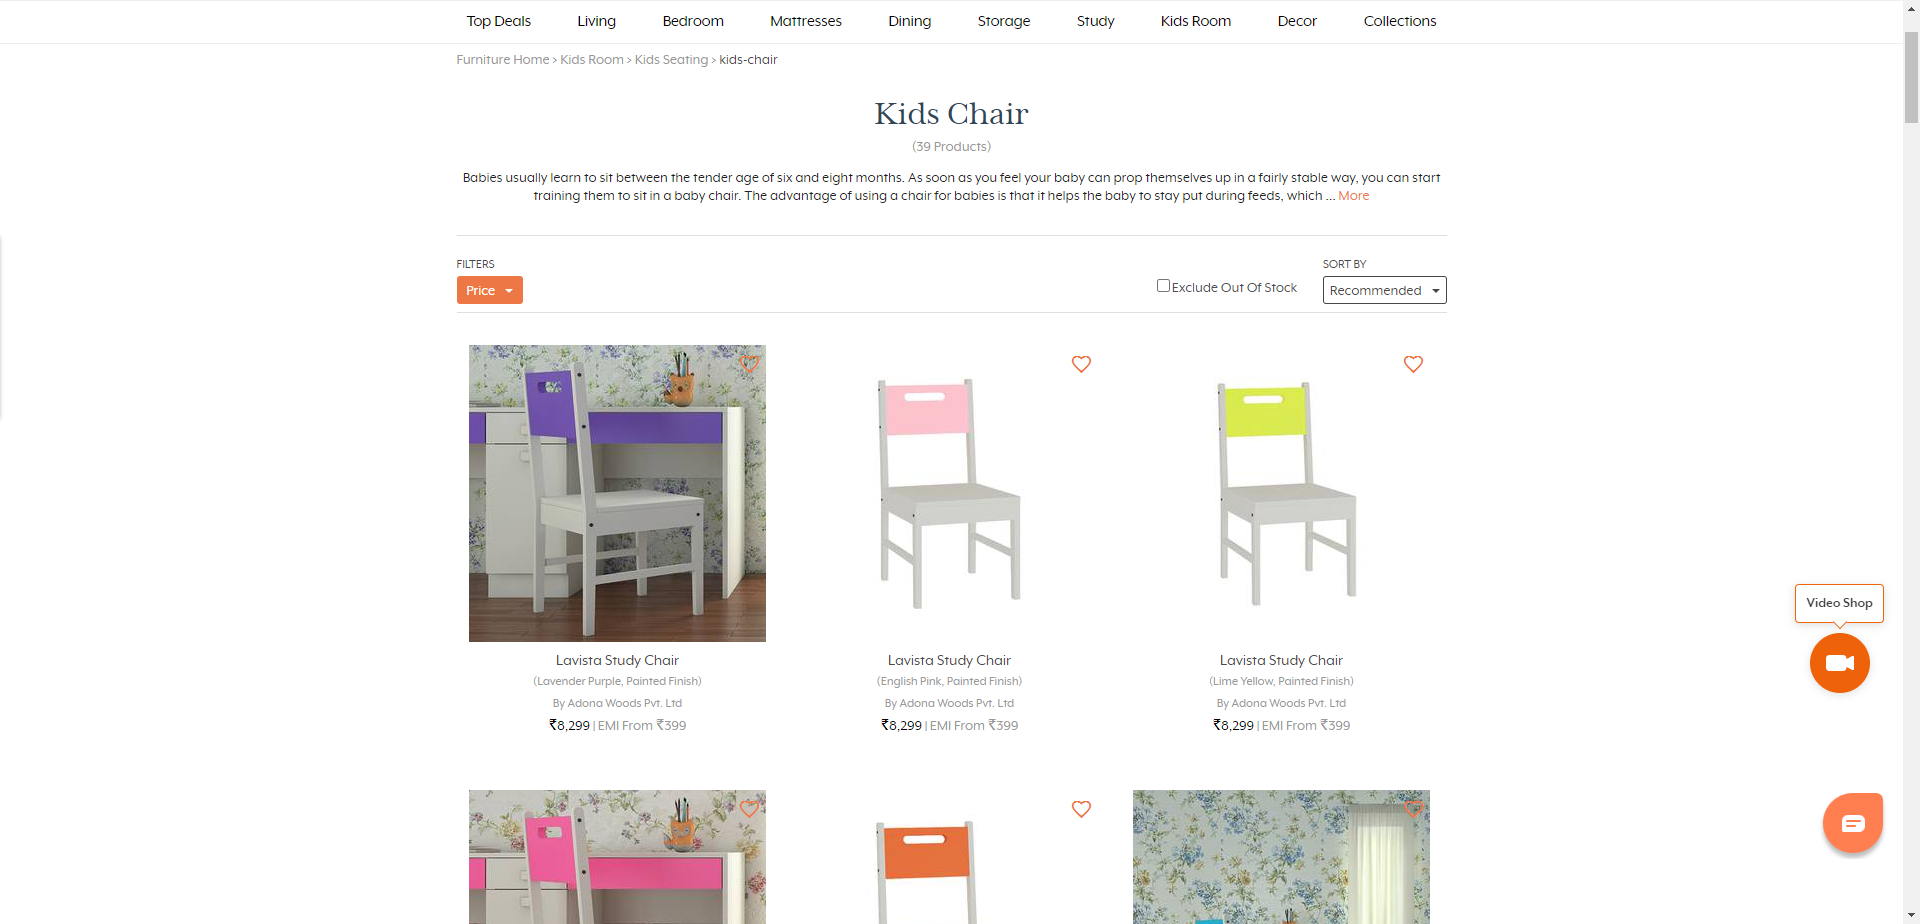 Top Deals Living Bedroom Mattresses Dining Storage Study Kids Room Decor Collections
Furniture Home > Kids Room > Kids Seating > kids-chair
Kids Chair
(39 Products)
Babies usually learn to sit between the tender age of six and eight months. As soon as you feel your baby can prop themselves up in a fairly stable way, you can start
training them to sit in a baby chair. The advantage of using a chair for babies is that it helps the baby to stay put during feeds, which ... More
FILTERS
Price
Exclude Out Of Stock
SORT BY
Recommended
Lavista Study Chair
(Lavender Purple, Painted Finish)
By Adona Woods Pvt. Ltd
₹8,299 | EMI From ₹399
Lavista Study Chair
(English Pink, Painted Finish)
By Adona Woods Pvt. Ltd
₹8,299 | EMI From ₹399
Lavista Study Chair
(Lime Yellow, Painted Finish)
By Adona Woods Pvt. Ltd
₹8,299 | EMI From ₹399
Video Shop